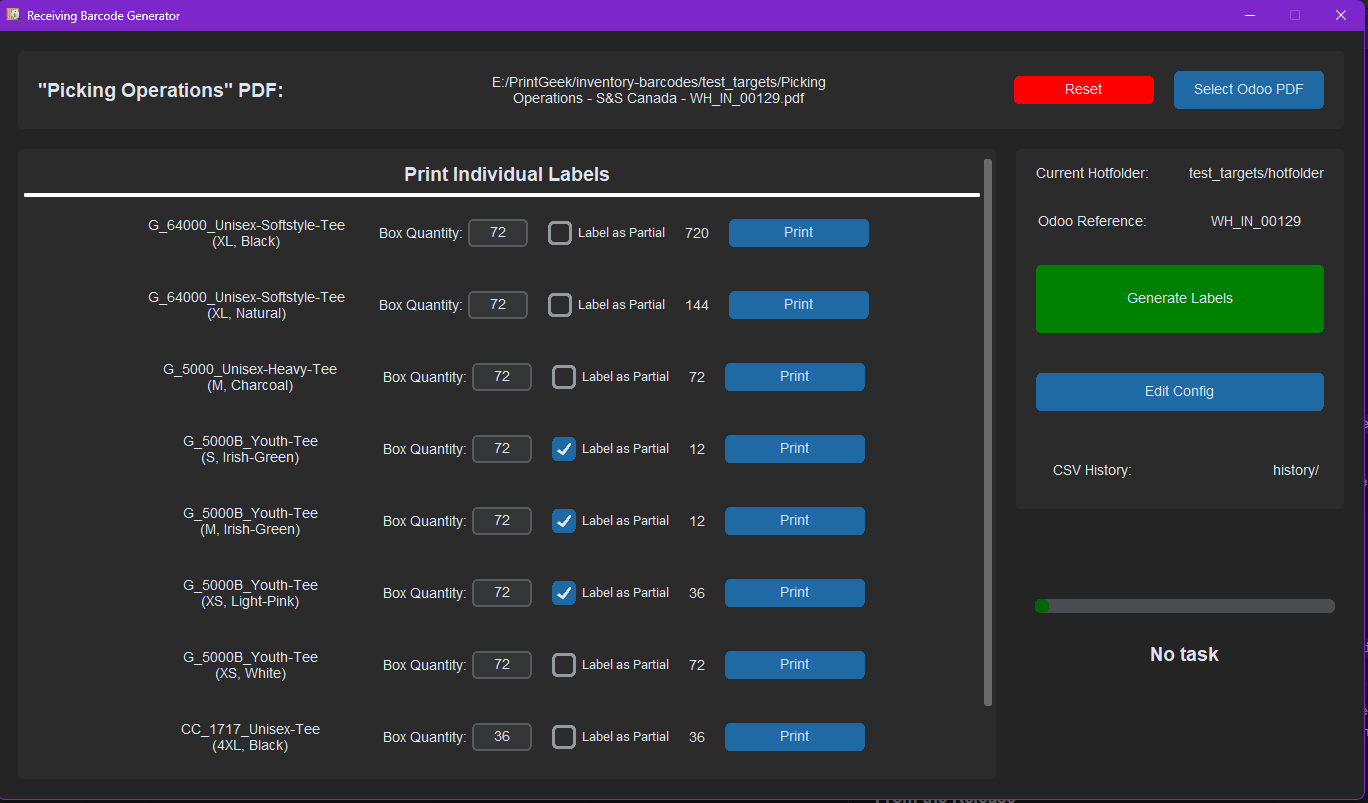 Receiving Barcode Generator
"Picking Operations" PDF:
E:/PrintGeek/inventory-barcodes/test_targets/Picking
Operations - S&S Canada - WH_IN_00129.pdf
Reset
Select Odoo PDF
Print Individual Labels
G_64000_Unisex-Softstyle-Tee
(XL, Black)
Box Quantity: 72 Label as Partial 720 Print
G_64000_Unisex-Softstyle-Tee
(XL, Natural)
Box Quantity: 72 Label as Partial 144 Print
G_5000_Unisex-Heavy-Tee
(M, Charcoal)
Box Quantity: 72 Label as Partial 72 Print
G_5000B_Youth-Tee
(S, Irish-Green)
Box Quantity: 72 Label as Partial 12 Print
G_5000B_Youth-Tee
(M, Irish-Green)
Box Quantity: 72 Label as Partial 12 Print
G_5000B_Youth-Tee
(XS, Light-Pink)
Box Quantity: 72 Label as Partial 36 Print
G_5000B_Youth-Tee
(XS, White)
Box Quantity: 72 Label as Partial 72 Print
CC_1717_Unisex-Tee
(4XL, Black)
Box Quantity: 36 Label as Partial 36 Print
Current Hotfolder: test_targets/hotfolder
Odoo Reference: WH_IN_00129
Generate Labels
Edit Config
CSV History: history/
No task